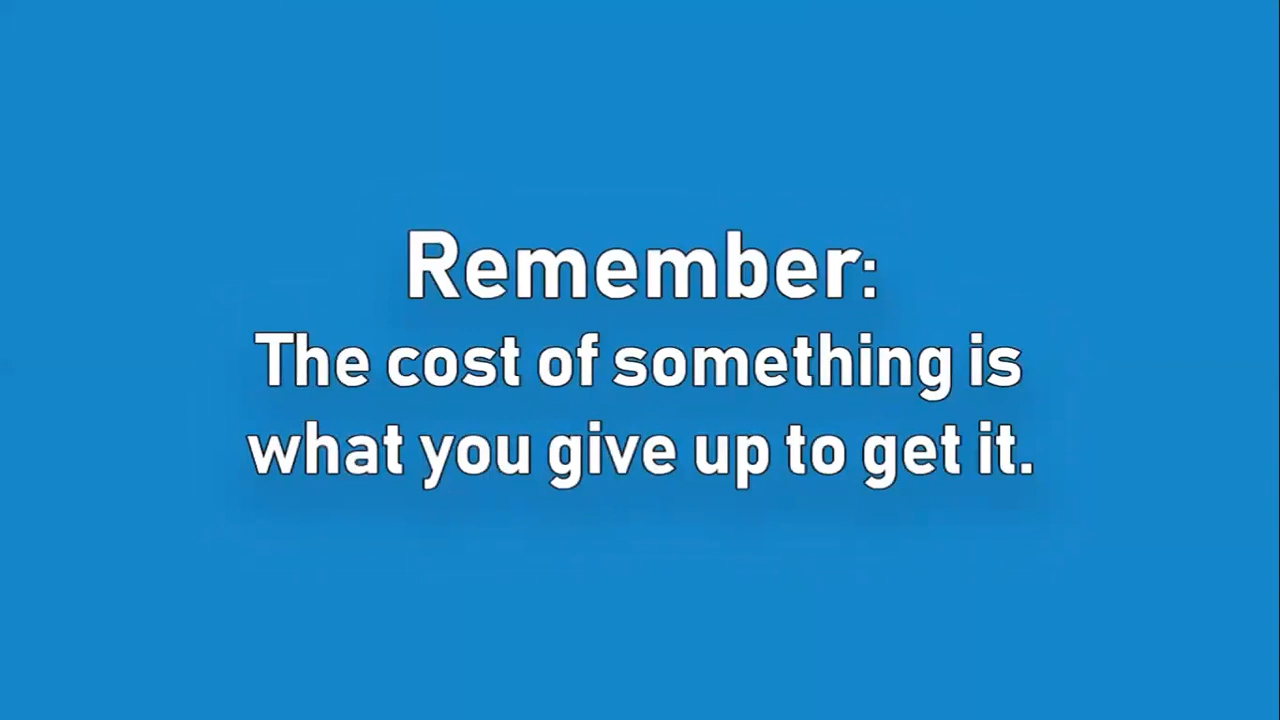 Remember:
The cost of something is
what you give up to get it.